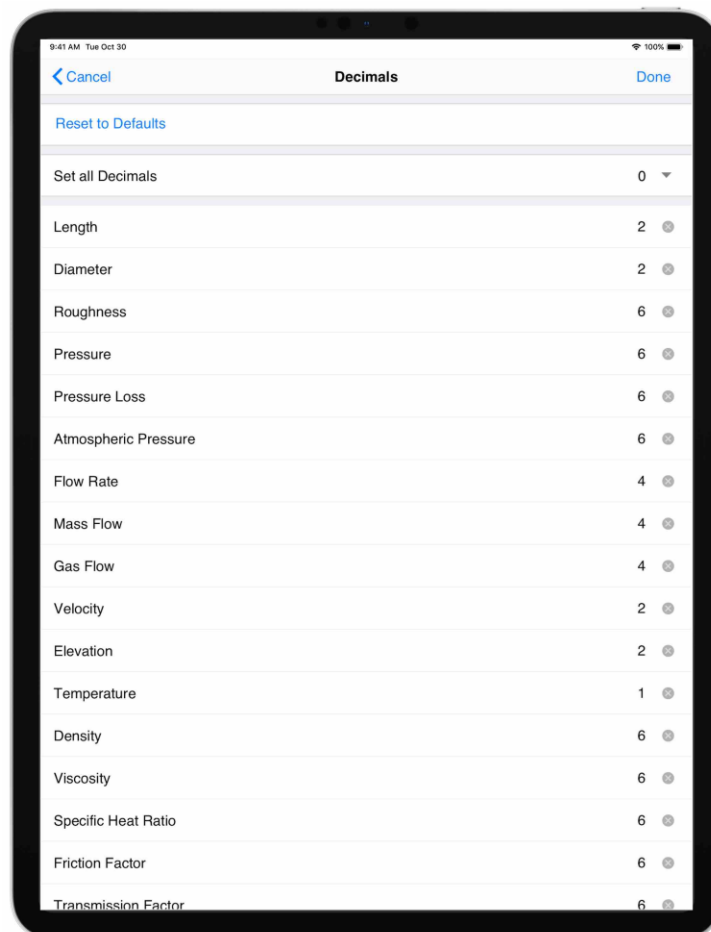 9:41 AM Tue Oct 30 100%
Cancel Decimals Done
Reset to Defaults
Set all Decimals 0
Length 2
Diameter 2
Roughness 6
Pressure 6
Pressure Loss 6
Atmospheric Pressure 6
Flow Rate 4
Mass Flow 4
Gas Flow 4
Velocity 2
Elevation 2
Temperature 1
Density 6
Viscosity 6
Specific Heat Ratio 6
Friction Factor 6
Transmission Factor 6